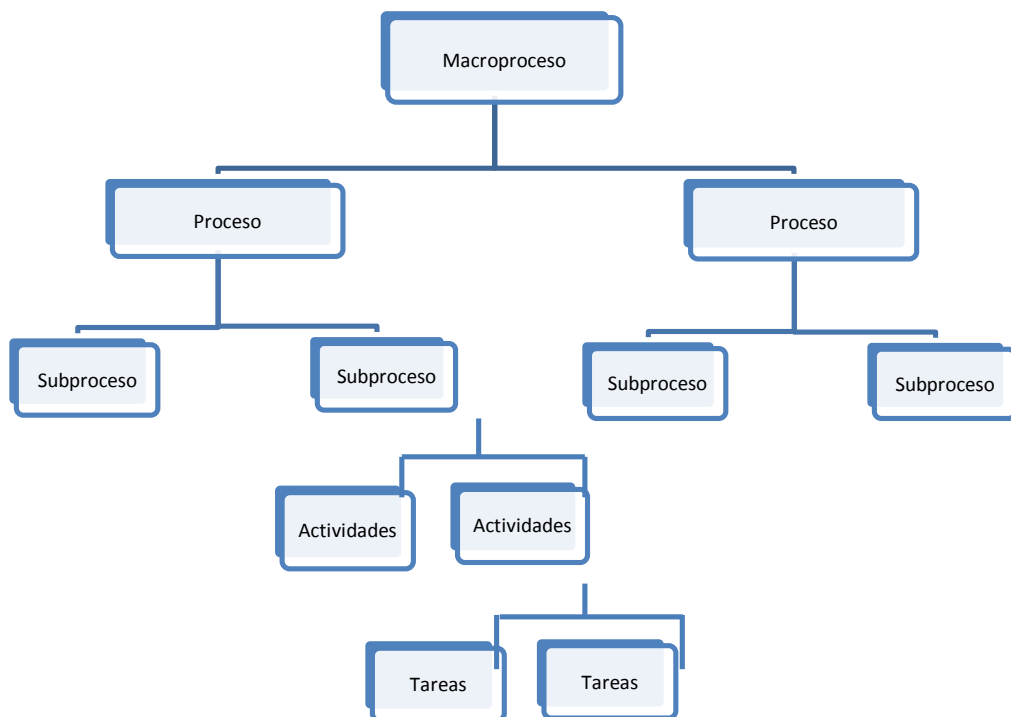 Macroproceso
Proceso
Proceso
Subproceso
Subproceso
Subproceso
Subproceso
Actividades
Actividades
Tareas
Tareas